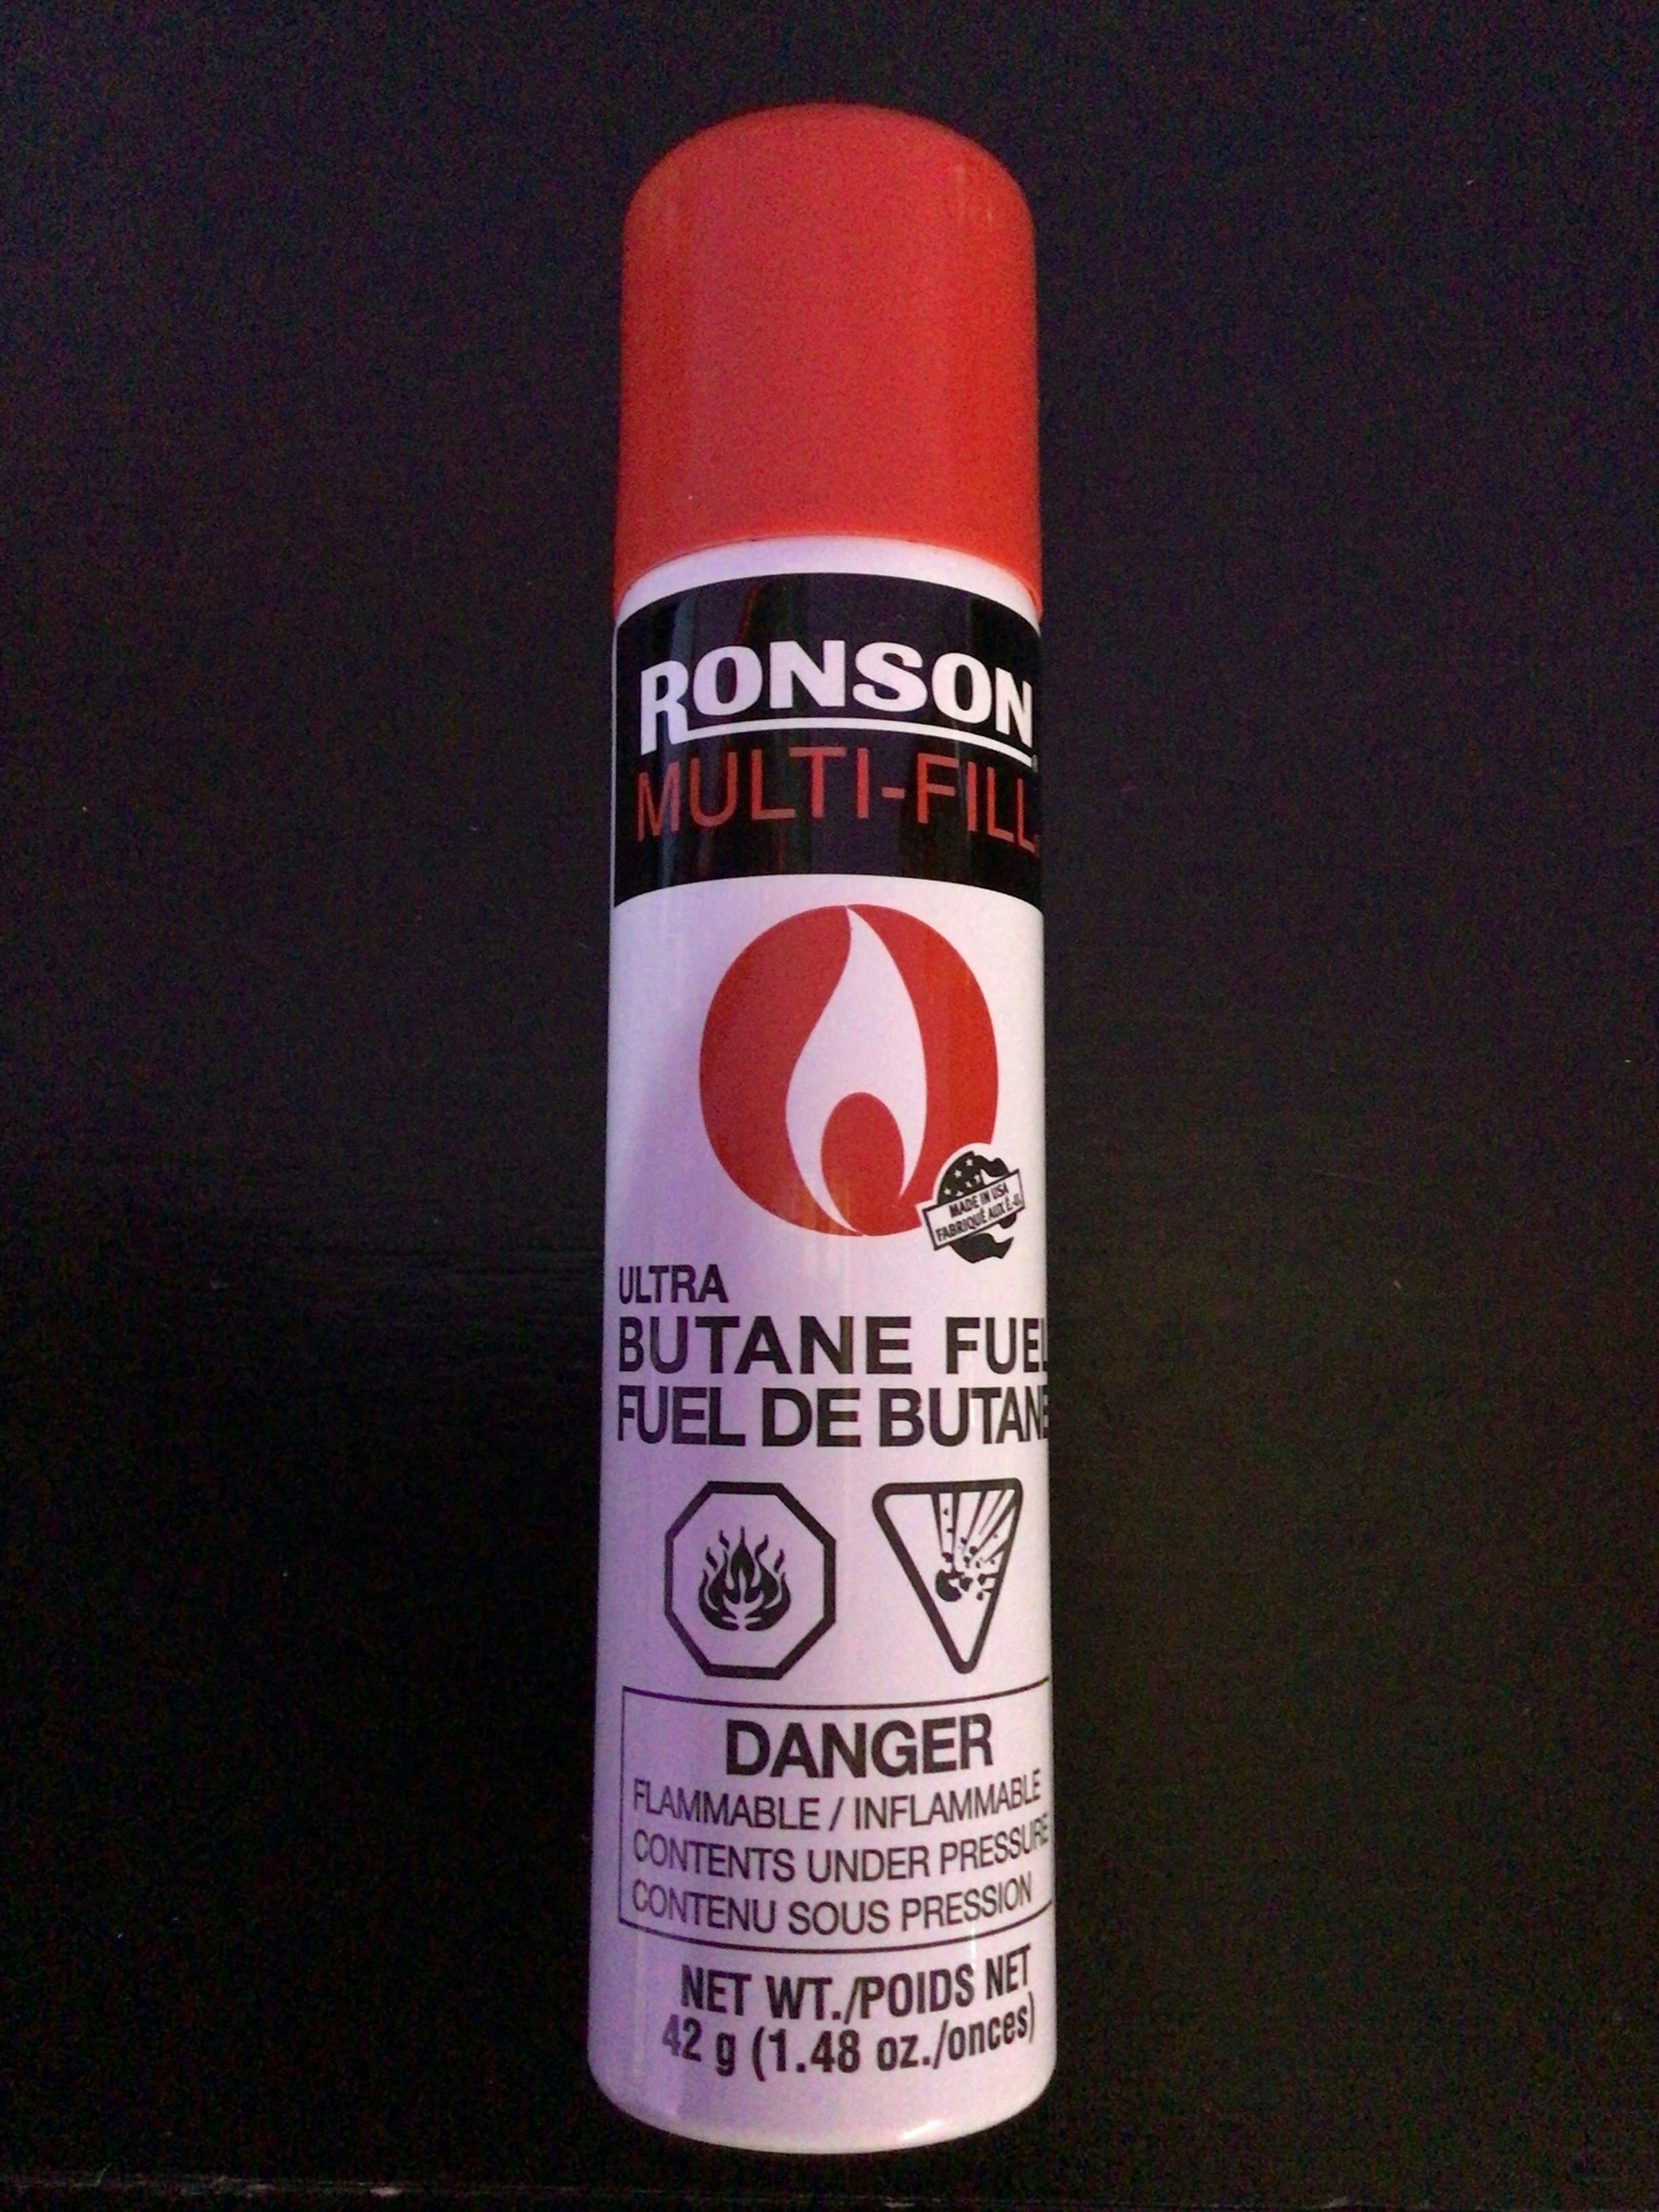 RONSON
MULTI-FILL
MADE IN USA
FABRIQUÉ AUX É.-U.
ULTRA
BUTANE FUEL
FUEL DE BUTANE
DANGER
FLAMMABLE / INFLAMMABLE
CONTENTS UNDER PRESSURE
CONTENU SOUS PRESSION
NET WT./POIDS NET
42 g (1.48 oz./onces)